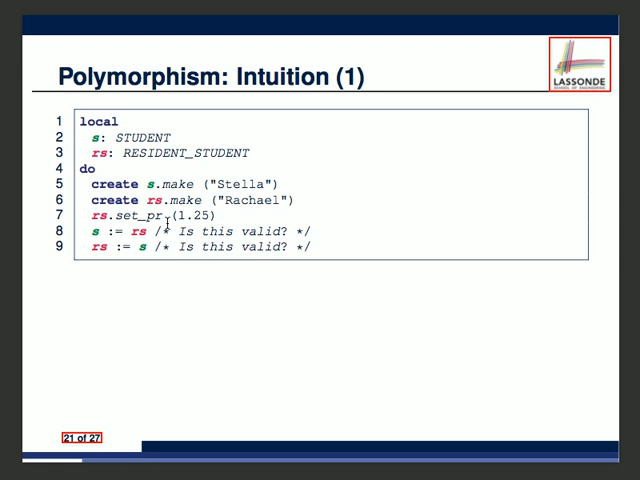 Polymorphism: Intuition (1)
LASSONDE
SCHOOL OF ENGINEERING
1 local
2 s: STUDENT
3 rs: RESIDENT_STUDENT
4 do
5 create s.make ("Stella")
6 create rs.make ("Rachael")
7 rs.set_pr (1.25)
8 s := rs /* Is this valid? */
9 rs := s /* Is this valid? */
21 of 27